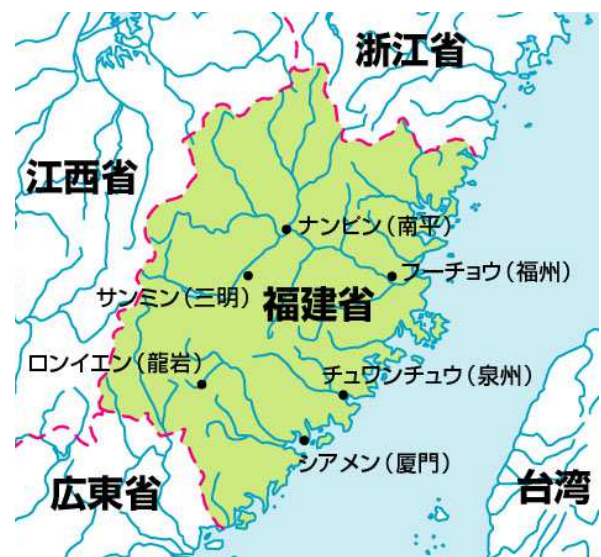 浙江省
江西省
ナンピン（南平）
フーチョウ（福州）
サンミン（三明）
福建省
ロンイエン（龍岩）
チュワンチュウ（泉州）
シアメン（厦門）
広東省
台湾